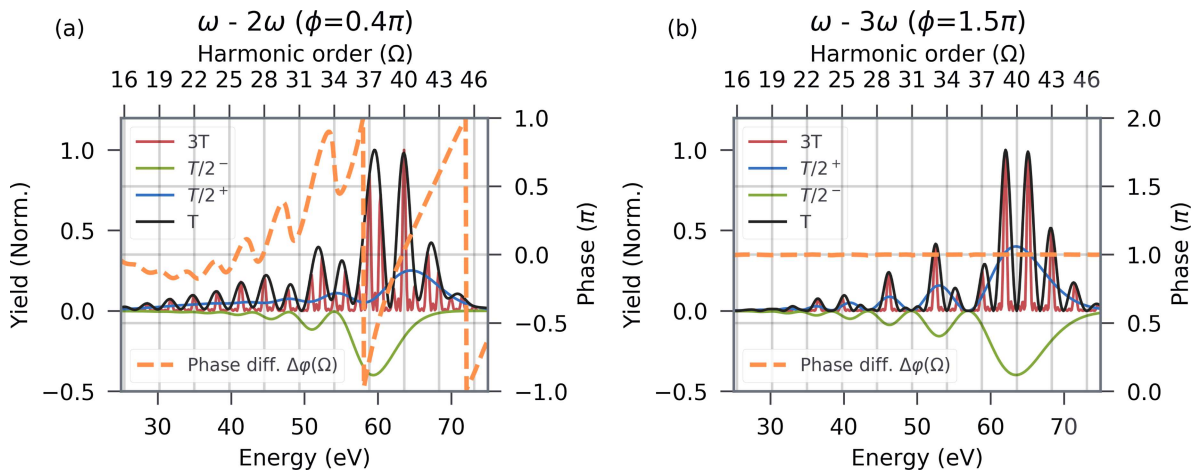 (a)
ω - 2ω (ϕ=0.4π)
Harmonic order (Ω)
16 19 22 25 28 31 34 37 40 43 46
3T
T/2⁻
T/2⁺
T
Phase diff. Δφ(Ω)
Yield (Norm.)
1.0
0.5
0.0
−0.5
Phase (π)
1.0
0.5
0.0
−0.5
−1.0
30 40 50 60 70
Energy (eV)
(b)
ω - 3ω (ϕ=1.5π)
Harmonic order (Ω)
16 19 22 25 28 31 34 37 40 43 46
3T
T/2⁺
T/2⁻
T
Phase diff. Δφ(Ω)
Yield (Norm.)
1.0
0.5
0.0
−0.5
Phase (π)
2.0
1.5
1.0
0.5
0.0
30 40 50 60 70
Energy (eV)